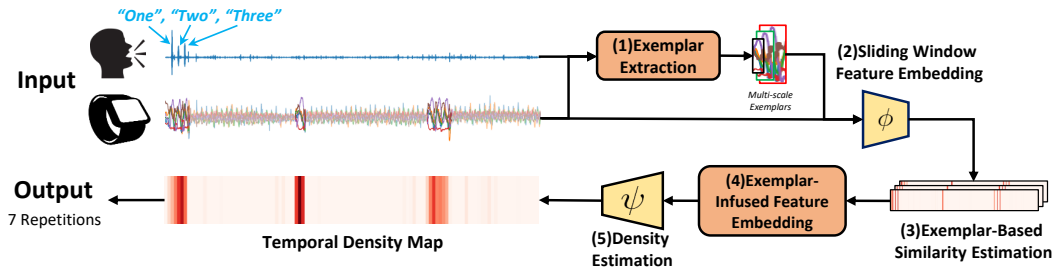 “One”, “Two”, “Three”
Input
(1)Exemplar
Extraction
Multi-scale
Exemplars
(2)Sliding Window
Feature Embedding
ϕ
Output
7 Repetitions
Temporal Density Map
ψ
(5)Density
Estimation
(4)Exemplar-
Infused Feature
Embedding
(3)Exemplar-Based
Similarity Estimation